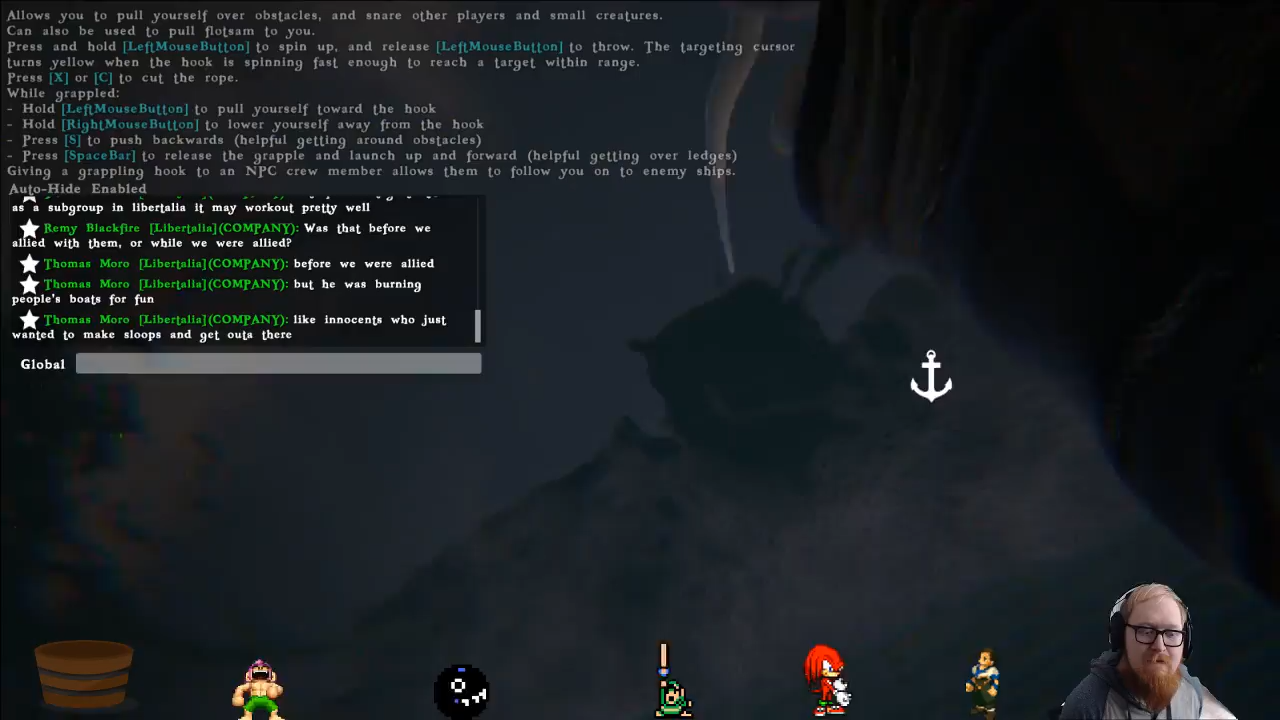 Allows you to pull yourself over obstacles, and snare other players and small creatures.
Can also be used to pull flotsam to you.
Press and hold [LeftMouseButton] to spin up, and release [LeftMouseButton] to throw. The targeting cursor
turns yellow when the hook is spinning fast enough to reach a target within range.
Press [X] or [C] to cut the rope.
While grappled:
- Hold [LeftMouseButton] to pull yourself toward the hook
- Hold [RightMouseButton] to lower yourself away from the hook
- Press [S] to push backwards (helpful getting around obstacles)
- Press [SpaceBar] to release the grapple and launch up and forward (helpful getting over ledges)
Giving a grappling hook to an NPC crew member allows them to follow you on to enemy ships.
Auto-Hide Enabled
as a subgroup in libertalia it may workout pretty well
Remy Blackfire [Libertalia](COMPANY): Was that before we
allied with them, or while we were allied?
Thomas Moro [Libertalia](COMPANY): before we were allied
Thomas Moro [Libertalia](COMPANY): but he was burning
people's boats for fun
Thomas Moro [Libertalia](COMPANY): like innocents who just
wanted to make sloops and get outa there
Global